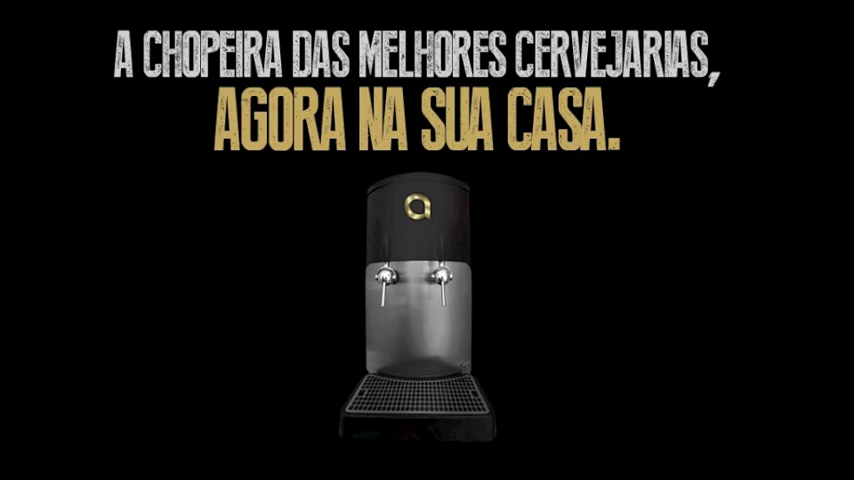 A CHOPEIRA DAS MELHORES CERVEJARIAS,
AGORA NA SUA CASA.
a